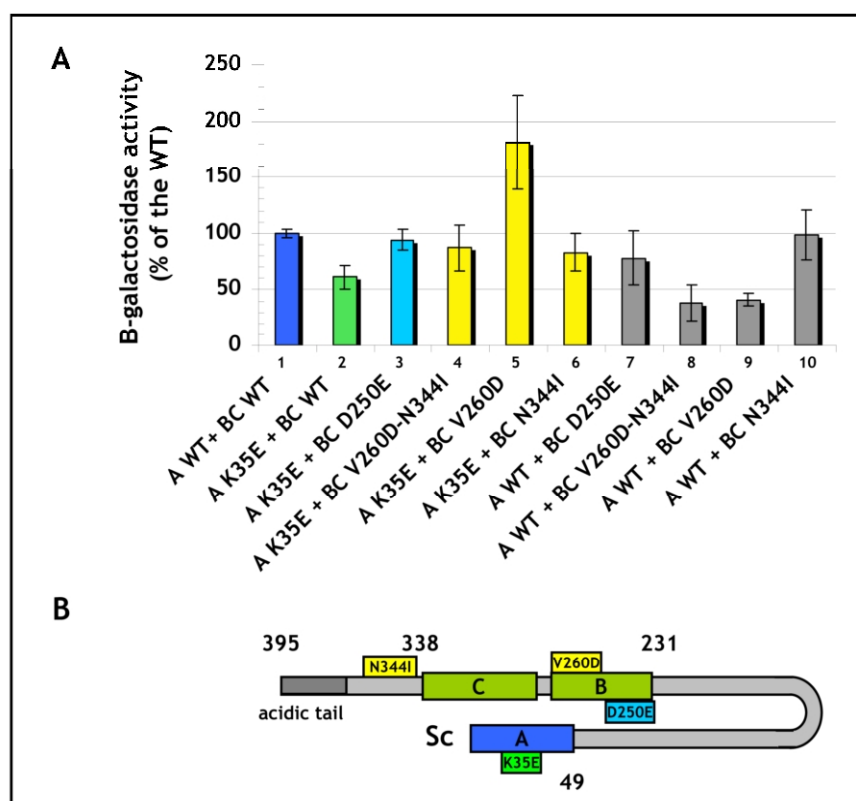 A
B-galactosidase activity
(% of the WT)
250
200
150
100
50
0
1 2 3 4 5 6 7 8 9 10
A WT+ BC WT
A K35E + BC WT
A K35E + BC D250E
A K35E + BC V260D-N344I
A K35E + BC V260D
A K35E + BC N344I
A WT + BC D250E
A WT + BC V260D-N344I
A WT + BC V260D
A WT + BC N344I
B
395 338 231
N344I V260D
C B
acidic tail D250E
Sc A
K35E
49